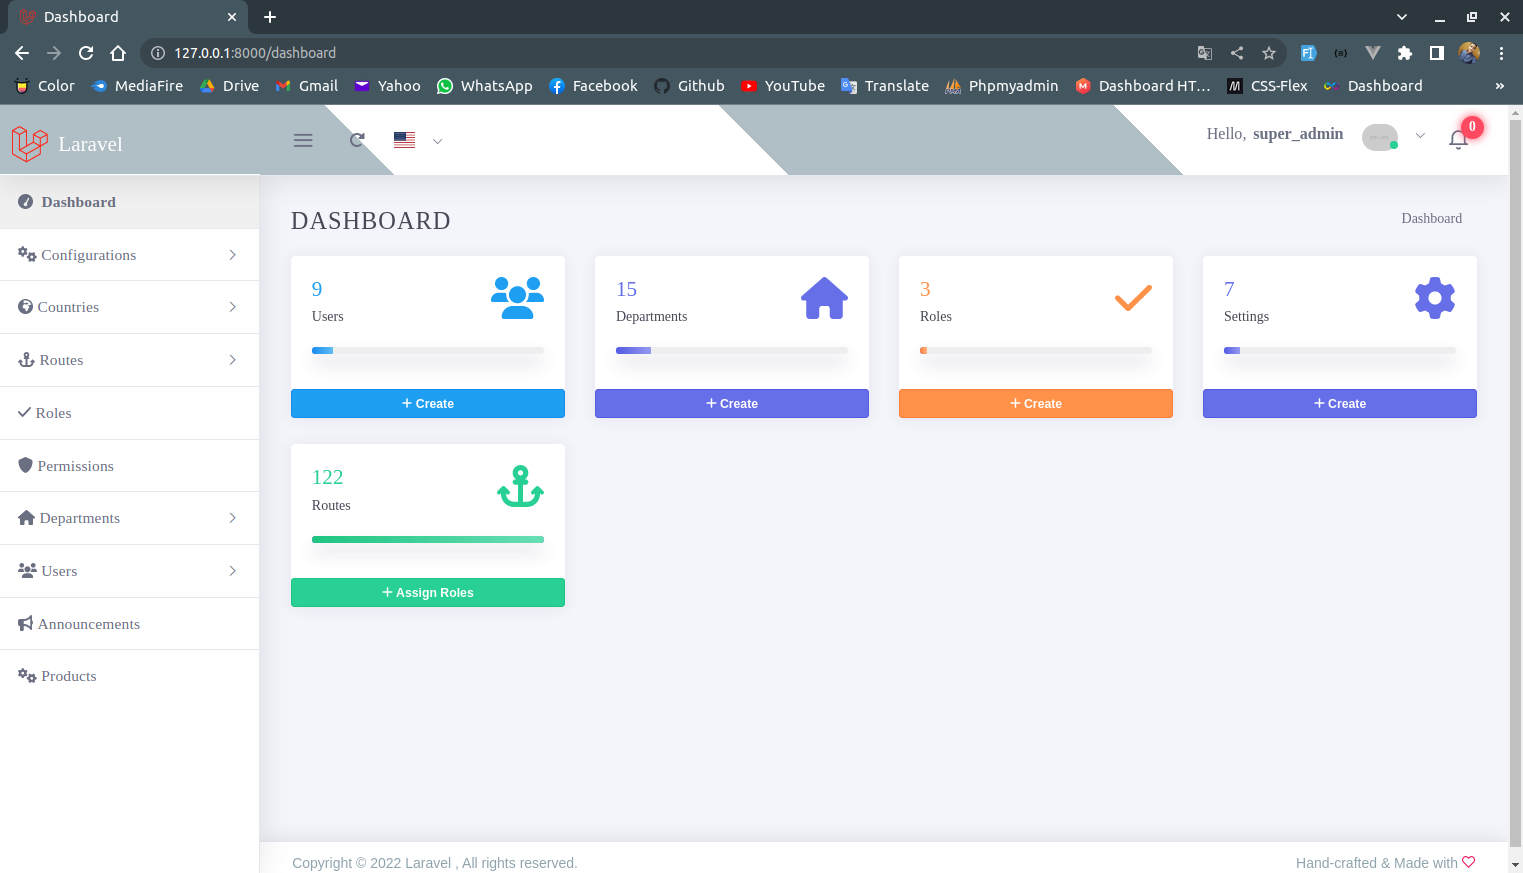 Dashboard
127.0.0.1:8000/dashboard
Color MediaFire Drive Gmail Yahoo WhatsApp Facebook Github YouTube Translate Phpmyadmin Dashboard HT… CSS-Flex Dashboard »
Laravel
Hello, super_admin
0
Dashboard
Configurations
Countries
Routes
Roles
Permissions
Departments
Users
Announcements
Products
DASHBOARD
Dashboard
9
Users
+ Create
15
Departments
+ Create
3
Roles
+ Create
7
Settings
+ Create
122
Routes
+ Assign Roles
Copyright © 2022 Laravel , All rights reserved.
Hand-crafted & Made with